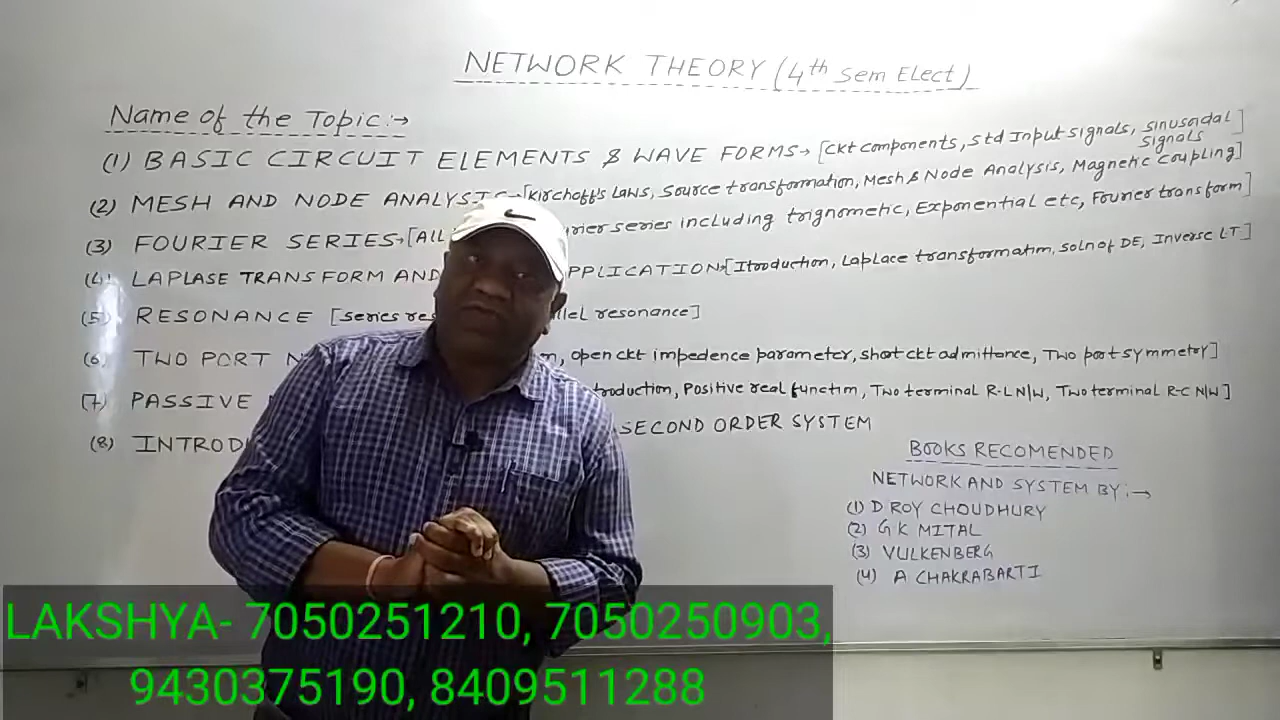 NETWORK THEORY (4th Sem Elect)
Name of the Topic:→
(1) BASIC CIRCUIT ELEMENTS & WAVE FORMS→ [Ckt components, Std Input signals, sinusoidal signals]
(2) MESH AND NODE ANALYSIS→[Kirchoff's Laws, Source transformation, Mesh & Node Analysis, Magnetic coupling]
(3) FOURIER SERIES→[All rier series including trignometic, Exponential etc, Fourier transform]
(4) LAPLASE TRANSFORM AND PPLICATION→[Itroduction, Laplace transformation, soln of DE, Inverse LT]
(5) RESONANCE [series res llel resonance]
(6) TWO PORT N n, open ckt impedence parameter, short ckt admittance, Two port symmetry]
(7) PASSIVE troduction, Positive real function, Two terminal R-L N/W, Two terminal R-C N/W]
(8) INTROD SECOND ORDER SYSTEM
BOOKS RECOMENDED
NETWORK AND SYSTEM BY:→
(1) D ROY CHOUDHURY
(2) G K MITAL
(3) VULKENBERG
(4) A CHAKRABARTI
LAKSHYA- 7050251210, 7050250903,
9430375190, 8409511288